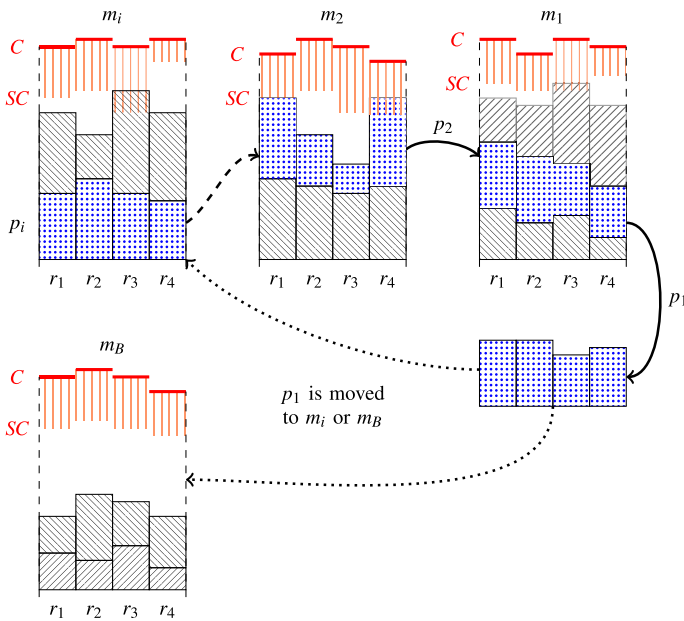 m_i m_2 m_1
C C C
SC SC SC
p_2
p_i
r_1 r_2 r_3 r_4 r_1 r_2 r_3 r_4 r_1 r_2 r_3 r_4
p_1
m_B
C
p_1 is moved
to m_i or m_B
SC
r_1 r_2 r_3 r_4